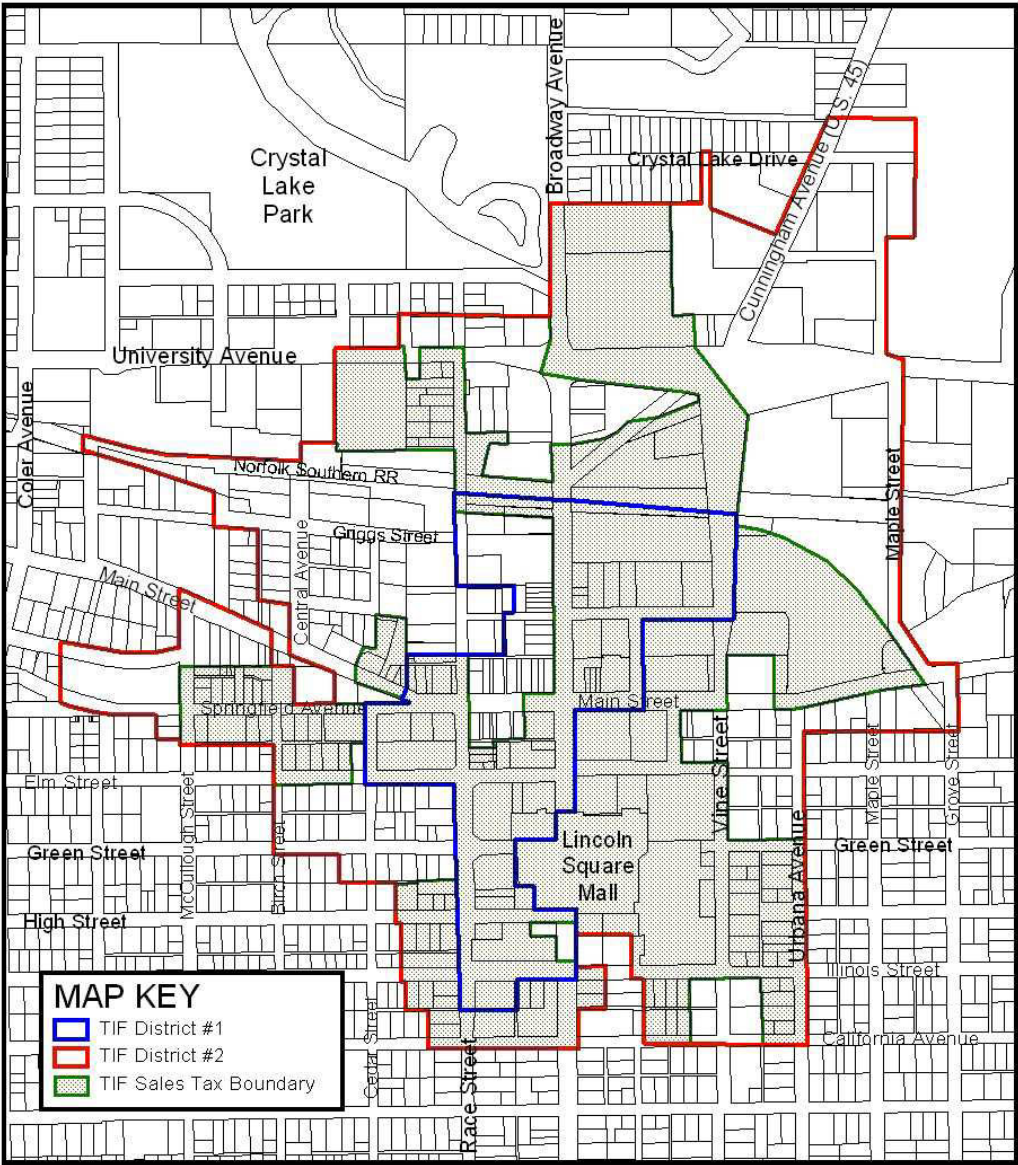 Broadway Avenue
Cunningham Avenue (U.S. 45)
Crystal
Lake
Park
Crystal Lake Drive
University Avenue
Coler Avenue
Norfolk Southern RR
Maple Street
Griggs Street
Central Avenue
Main Street
Springfield Avenue
Main Street
Elm Street
McCullough Street
Birch Street
Vine Street
Maple Street
Grove Street
Green Street
Lincoln
Square
Mall
Green Street
Urbana Avenue
High Street
Illinois Street
California Avenue
Cedar Street
Race Street
MAP KEY
TIF District #1
TIF District #2
TIF Sales Tax Boundary